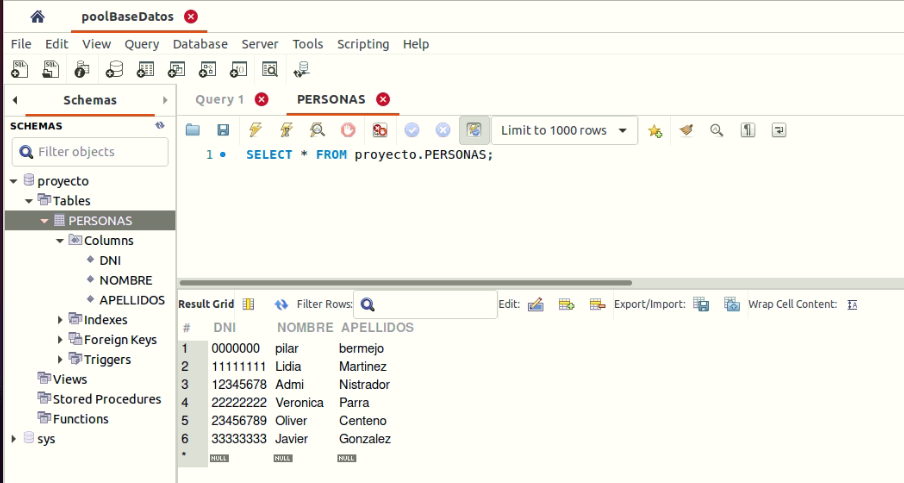 poolBaseDatos
File Edit View Query Database Server Tools Scripting Help
Schemas
Query 1
PERSONAS
SCHEMAS
Filter objects
Limit to 1000 rows
1 SELECT * FROM proyecto.PERSONAS;
proyecto
Tables
PERSONAS
Columns
DNI
NOMBRE
APELLIDOS
Indexes
Foreign Keys
Triggers
Views
Stored Procedures
Functions
sys
Result Grid Filter Rows: Edit: Export/Import: Wrap Cell Content:
# DNI NOMBRE APELLIDOS
1 0000000 pilar bermejo
2 11111111 Lidia Martinez
3 12345678 Admi Nistrador
4 22222222 Veronica Parra
5 23456789 Oliver Centeno
6 33333333 Javier Gonzalez
* NULL NULL NULL